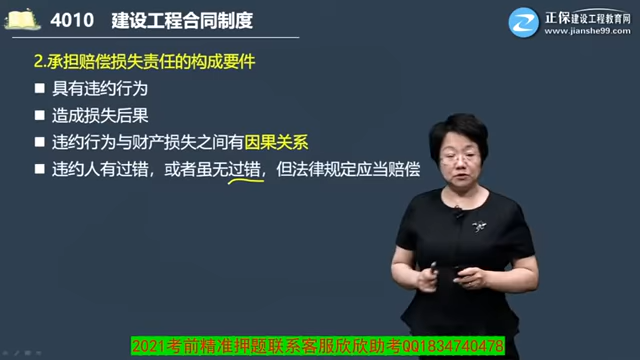 4010 建设工程合同制度
正保建设工程教育网
www.jianshe99.com
2.承担赔偿损失责任的构成要件
具有违约行为
造成损失后果
违约行为与财产损失之间有因果关系
违约人有过错，或者虽无过错，但法律规定应当赔偿
2021考前精准押题联系客服欣欣助考QQ1834740478